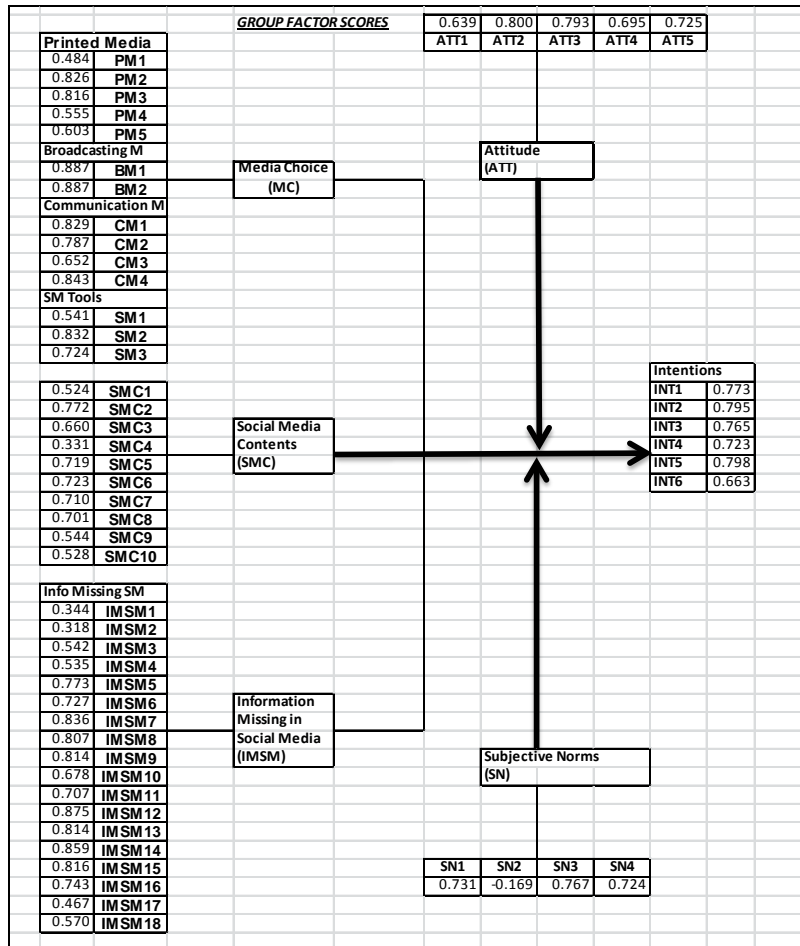 GROUP FACTOR SCORES
0.639 0.800 0.793 0.695 0.725
ATT1 ATT2 ATT3 ATT4 ATT5
Printed Media
0.484 PM1
0.826 PM2
0.816 PM3
0.555 PM4
0.603 PM5
Broadcasting M
0.887 BM1
0.887 BM2
Communication M
0.829 CM1
0.787 CM2
0.652 CM3
0.843 CM4
SM Tools
0.541 SM1
0.832 SM2
0.724 SM3
Media Choice
(MC)
Attitude
(ATT)
0.524 SMC1
0.772 SMC2
0.660 SMC3
0.331 SMC4
0.719 SMC5
0.723 SMC6
0.710 SMC7
0.701 SMC8
0.544 SMC9
0.528 SMC10
Social Media
Contents
(SMC)
Intentions
INT1 0.773
INT2 0.795
INT3 0.765
INT4 0.723
INT5 0.798
INT6 0.663
Info Missing SM
0.344 IMSM1
0.318 IMSM2
0.542 IMSM3
0.535 IMSM4
0.773 IMSM5
0.727 IMSM6
0.836 IMSM7
0.807 IMSM8
0.814 IMSM9
0.678 IMSM10
0.707 IMSM11
0.875 IMSM12
0.814 IMSM13
0.859 IMSM14
0.816 IMSM15
0.743 IMSM16
0.467 IMSM17
0.570 IMSM18
Information
Missing in
Social Media
(IMSM)
Subjective Norms
(SN)
SN1 SN2 SN3 SN4
0.731 -0.169 0.767 0.724